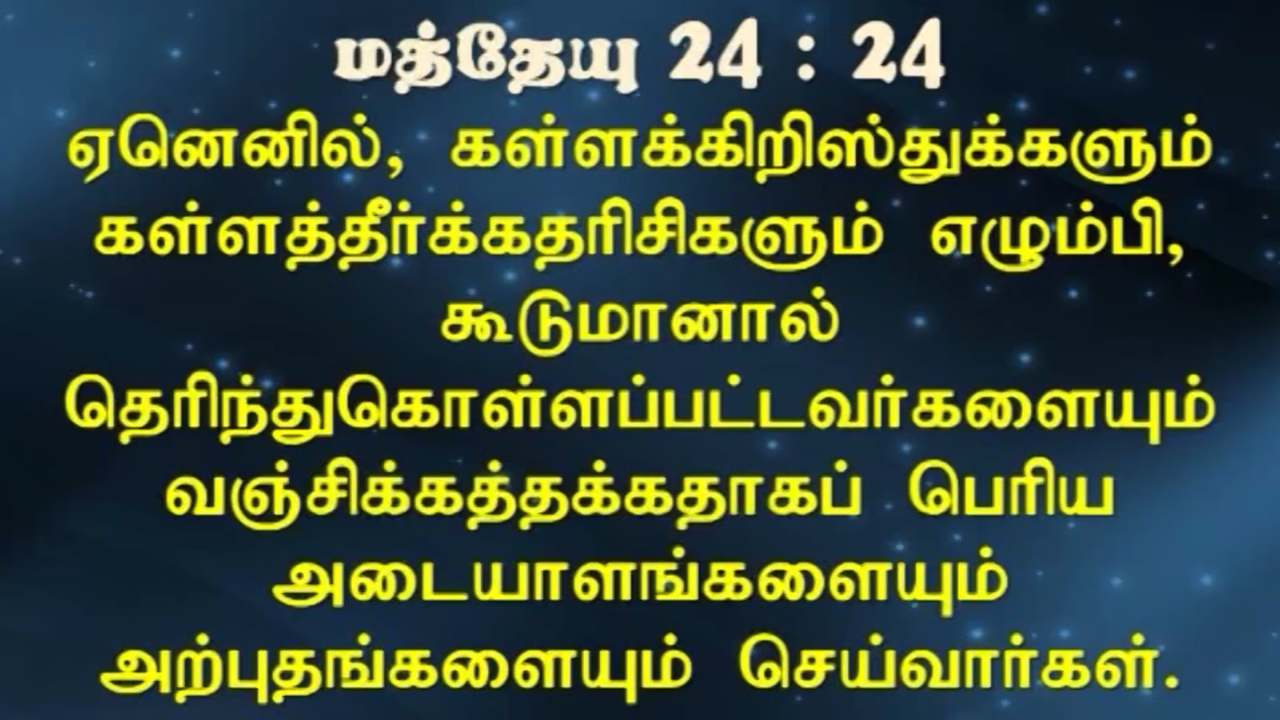 மத்தேயு 24 : 24
ஏனெனில், கள்ளக்கிறிஸ்துக்களும்
கள்ளத்தீர்க்கதரிசிகளும் எழும்பி,
கூடுமானால்
தெரிந்துகொள்ளப்பட்டவர்களையும்
வஞ்சிக்கத்தக்கதாகப் பெரிய
அடையாளங்களையும்
அற்புதங்களையும் செய்வார்கள்.